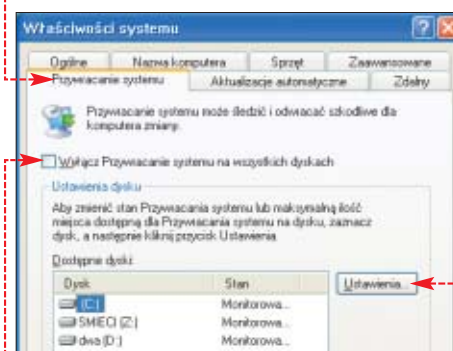 Właściwości systemu
Ogólne Nazwa komputera Sprzęt Zaawansowane
Przywracanie systemu Aktualizacje automatyczne Zdalny
Przywracanie systemu może śledzić i odwracać szkodliwe dla
komputera zmiany.
Wyłącz Przywracanie systemu na wszystkich dyskach
Ustawienia dysku
Aby zmienić stan Przywracania systemu lub maksymalną ilość
miejsca dostępną dla Przywracania systemu na dysku, zaznacz
dysk, a następnie kliknij przycisk Ustawienia.
Dostępne dyski:
Dysk Stan Ustawienia...
(C:) Monitorowa...
SMIECI (Z:) Monitorowa...
dwa (D:) Monitorowa...